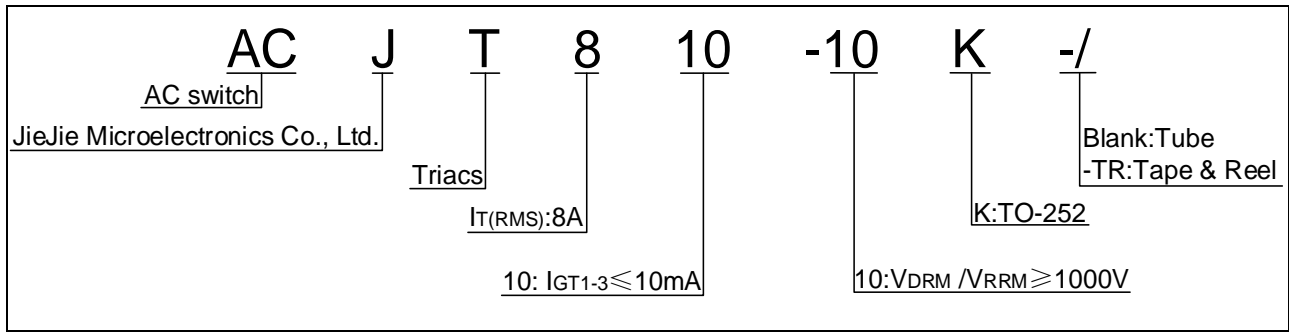 AC J T 8 10 -10 K -/
AC switch
JieJie Microelectronics Co., Ltd.
Blank:Tube
-TR:Tape & Reel
Triacs
IT(RMS):8A
K:TO-252
10: IGT1-3≤10mA
10:VDRM /VRRM≥1000V